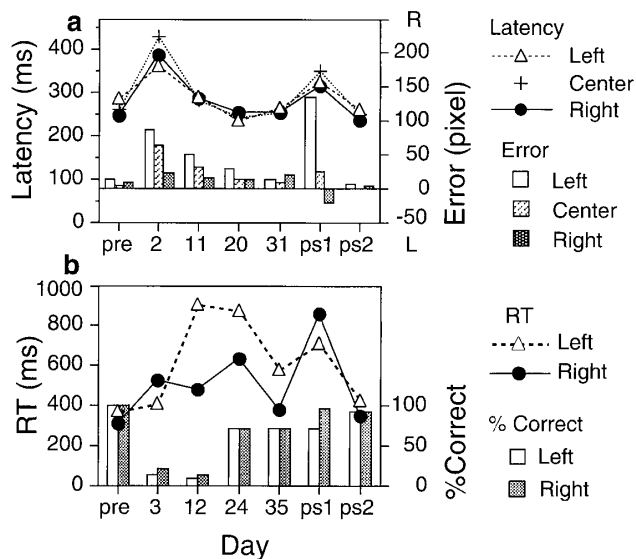 a
R
Latency (ms)
400
300
200
100
0
200
150
100
50
0
-50
L
Error (pixel)
pre 2 11 20 31 ps1 ps2
Latency
Left
Center
Right
Error
Left
Center
Right
b
RT (ms)
1000
800
600
400
200
0
100
50
0
%Correct
pre 3 12 24 35 ps1 ps2
Day
RT
Left
Right
% Correct
Left
Right